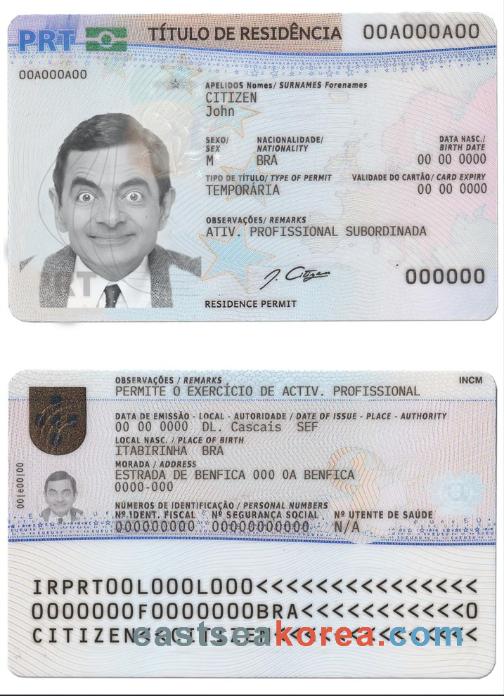 PRT TÍTULO DE RESIDÊNCIA 00A000A00
00A000A00
APELIDOS Nomes/ SURNAMES Forenames
CITIZEN
John
SEXO/ NACIONALIDADE/ DATA NASC./
SEX NATIONALITY BIRTH DATE
M BRA 00 00 0000
TIPO DE TÍTULO/ TYPE OF PERMIT VALIDADE DO CARTÃO/ CARD EXPIRY
TEMPORÁRIA 00 00 0000
OBSERVAÇÕES/ REMARKS
ATIV. PROFISSIONAL SUBORDINADA
J. Citizen
000000
RESIDENCE PERMIT
PRT
OBSERVAÇÕES / REMARKS INCM
PERMITE O EXERCÍCIO DE ACTIV. PROFISSIONAL
DATA DE EMISSÃO - LOCAL - AUTORIDADE / DATE OF ISSUE - PLACE - AUTHORITY
00 00 0000 DL. Cascais SEF
LOCAL NASC. / PLACE OF BIRTH
ITABIRINHA BRA
MORADA / ADDRESS
ESTRADA DE BENFICA 000 0A BENFICA
0000-000
NÚMEROS DE IDENTIFICAÇÃO / PERSONAL NUMBERS
Nº IDENT. FISCAL Nº SEGURANÇA SOCIAL Nº UTENTE DE SAÚDE
000000000 00000000000 N/A
IRPRT00L000L000<<<<<<<<<<<<<<<
0000000F0000000BRA<<<<<<<<<<<0
CITIZEN<<CITIZEN<<<<<<<<<<<<<<
eastseakorea.com